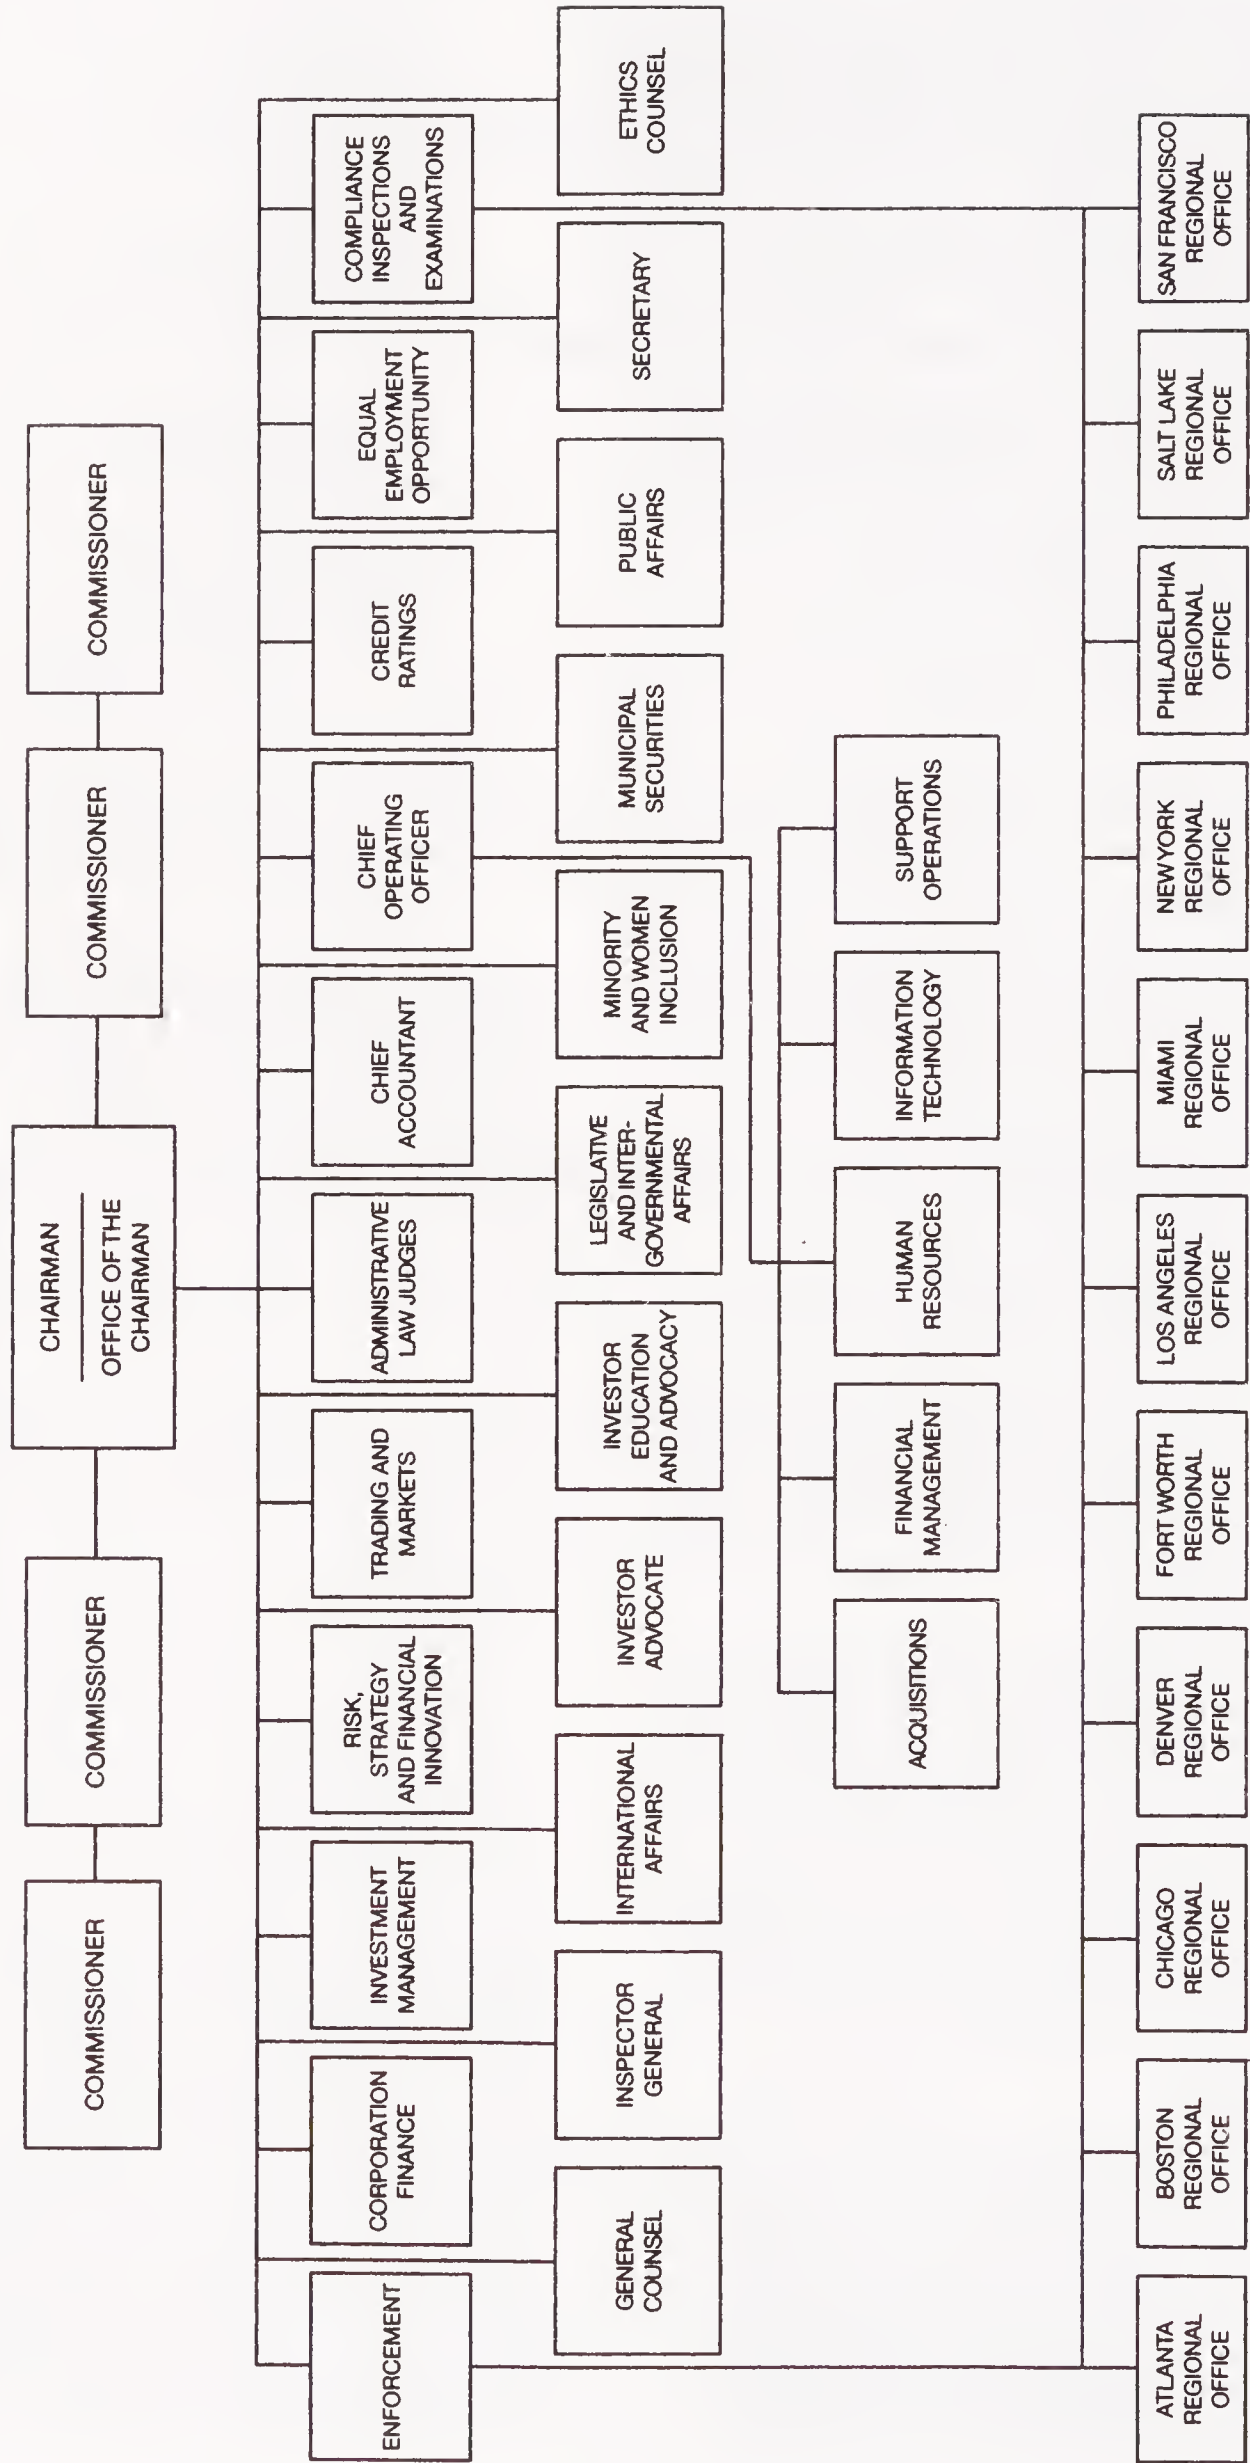 COMMISSIONER
COMMISSIONER
CHAIRMAN
OFFICE OF THE
CHAIRMAN
COMMISSIONER
COMMISSIONER
ENFORCEMENT
CORPORATION
FINANCE
INVESTMENT
MANAGEMENT
RISK,
STRATEGY
AND FINANCIAL
INNOVATION
TRADING AND
MARKETS
ADMINISTRATIVE
LAW JUDGES
CHIEF
ACCOUNTANT
CHIEF
OPERATING
OFFICER
CREDIT
RATINGS
EQUAL
EMPLOYMENT
OPPORTUNITY
COMPLIANCE
INSPECTIONS
AND
EXAMINATIONS
GENERAL
COUNSEL
INSPECTOR
GENERAL
INTERNATIONAL
AFFAIRS
INVESTOR
ADVOCATE
INVESTOR
EDUCATION
AND ADVOCACY
LEGISLATIVE
AND INTER-
GOVERNMENTAL
AFFAIRS
MINORITY
AND WOMEN
INCLUSION
MUNICIPAL
SECURITIES
PUBLIC
AFFAIRS
SECRETARY
ETHICS
COUNSEL
ACQUISITIONS
FINANCIAL
MANAGEMENT
HUMAN
RESOURCES
INFORMATION
TECHNOLOGY
SUPPORT
OPERATIONS
ATLANTA
REGIONAL
OFFICE
BOSTON
REGIONAL
OFFICE
CHICAGO
REGIONAL
OFFICE
DENVER
REGIONAL
OFFICE
FORT WORTH
REGIONAL
OFFICE
LOS ANGELES
REGIONAL
OFFICE
MIAMI
REGIONAL
OFFICE
NEW YORK
REGIONAL
OFFICE
PHILADELPHIA
REGIONAL
OFFICE
SALT LAKE
REGIONAL
OFFICE
SAN FRANCISCO
REGIONAL
OFFICE